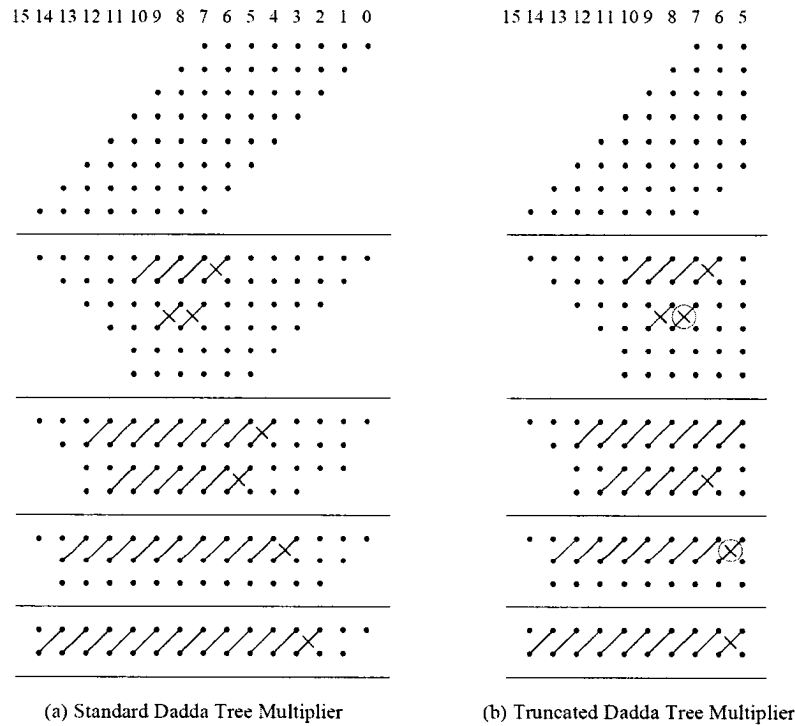 15 14 13 12 11 10 9 8 7 6 5 4 3 2 1 0
15 14 13 12 11 10 9 8 7 6 5
(a) Standard Dadda Tree Multiplier
(b) Truncated Dadda Tree Multiplier